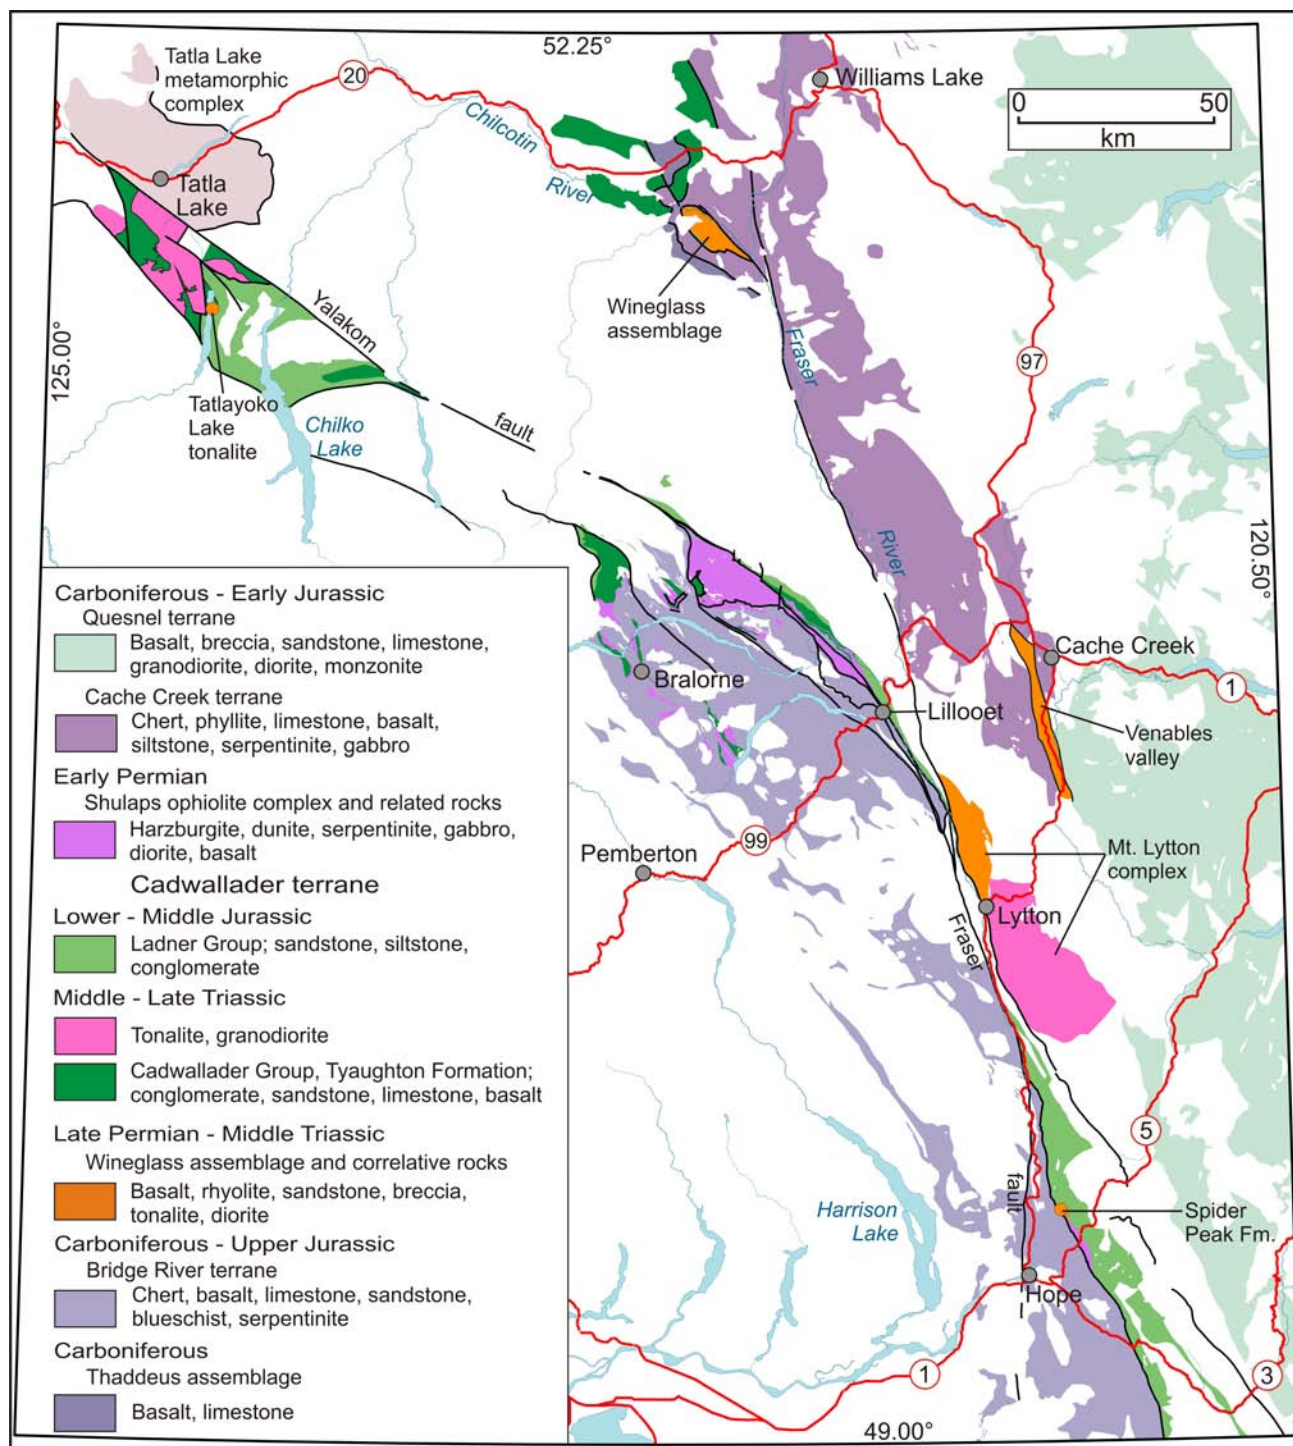 52.25°
Tatla Lake
metamorphic
complex
20
Williams Lake
0 50
km
Chilcotin
River
Tatla
Lake
Wineglass
assemblage
Yalakom
fault
Fraser
River
97
125.00°
Tatlayoko
Lake
tonalite
Chilko
Lake
120.50°
Cache Creek
1
Bralorne
Lillooet
Venables
valley
99
Pemberton
Mt. Lytton
complex
Lytton
Fraser
fault
5
Harrison
Lake
Spider
Peak Fm.
Hope
1
3
49.00°
Carboniferous - Early Jurassic
Quesnel terrane
Basalt, breccia, sandstone, limestone,
granodiorite, diorite, monzonite
Cache Creek terrane
Chert, phyllite, limestone, basalt,
siltstone, serpentinite, gabbro
Early Permian
Shulaps ophiolite complex and related rocks
Harzburgite, dunite, serpentinite, gabbro,
diorite, basalt
Cadwallader terrane
Lower - Middle Jurassic
Ladner Group; sandstone, siltstone,
conglomerate
Middle - Late Triassic
Tonalite, granodiorite
Cadwallader Group, Tyaughton Formation;
conglomerate, sandstone, limestone, basalt
Late Permian - Middle Triassic
Wineglass assemblage and correlative rocks
Basalt, rhyolite, sandstone, breccia,
tonalite, diorite
Carboniferous - Upper Jurassic
Bridge River terrane
Chert, basalt, limestone, sandstone,
blueschist, serpentinite
Carboniferous
Thaddeus assemblage
Basalt, limestone